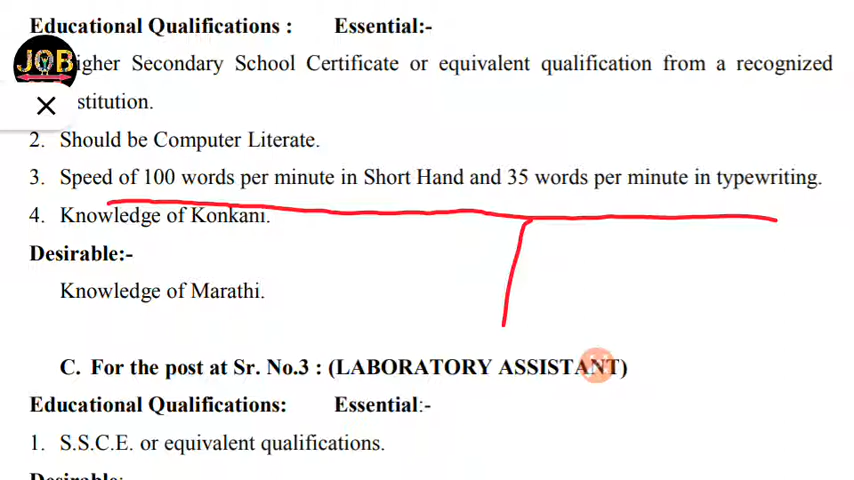 Educational Qualifications : Essential:-
JOB
igher Secondary School Certificate or equivalent qualification from a recognized
stitution.
2. Should be Computer Literate.
3. Speed of 100 words per minute in Short Hand and 35 words per minute in typewriting.
4. Knowledge of Konkani.
Desirable:-
Knowledge of Marathi.
C. For the post at Sr. No.3 : (LABORATORY ASSISTANT)
Educational Qualifications: Essential:-
1. S.S.C.E. or equivalent qualifications.
Desirable: